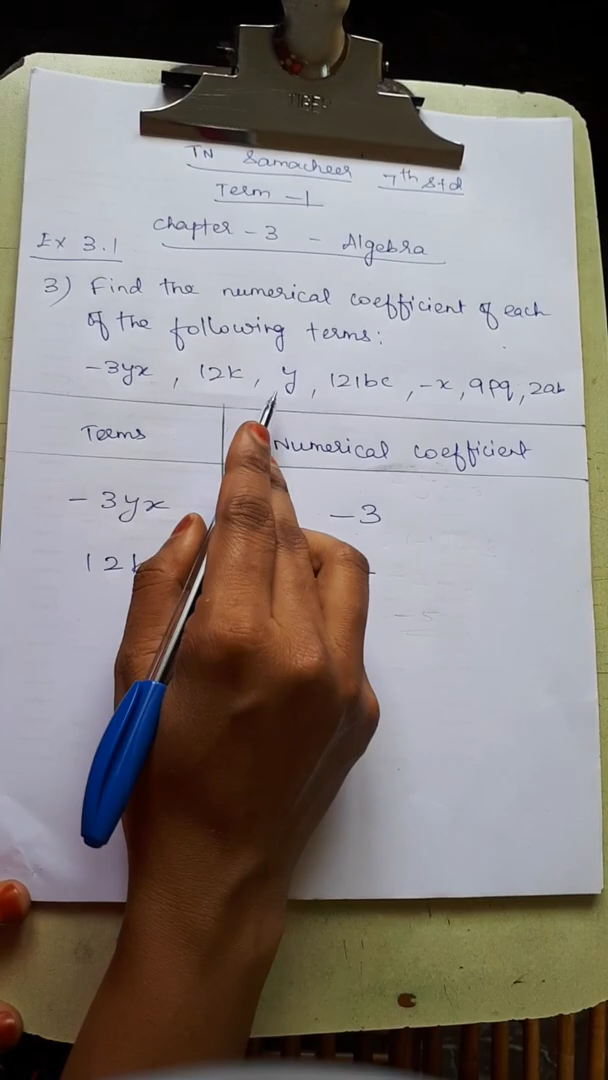 TN Samacheer 7th Std
Term - I
Chapter - 3 - Algebra
Ex 3.1
3) Find the numerical coefficient of each
of the following terms:
-3yx, 12k, y, 121bc, -x, 9pq, 2ab
Terms Numerical coefficient
-3yx -3